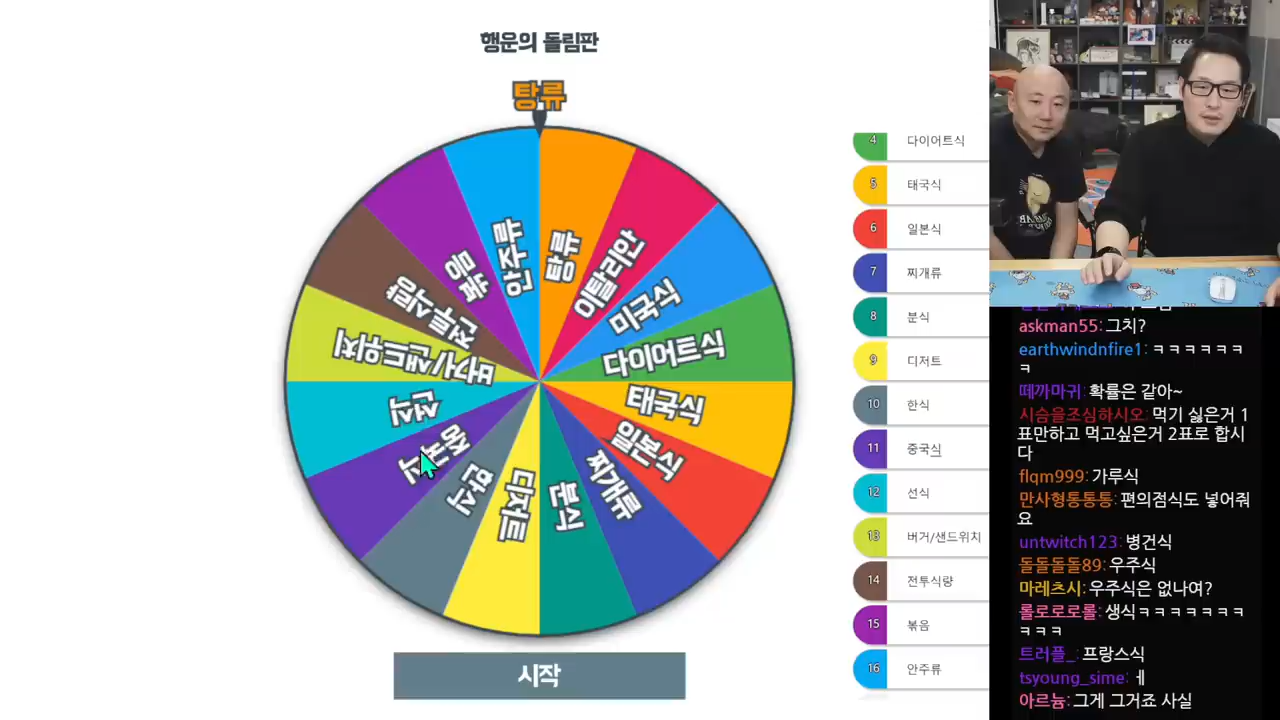 행운의 돌림판
탕류
탕류
이탈리안
미국식
다이어트식
태국식
일본식
찌개류
분식
디저트
한식
중국식
선식
버거/샌드위치
전투식량
볶음
안주류
시작
4 다이어트식
5 태국식
6 일본식
7 찌개류
8 분식
9 디저트
10 한식
11 중국식
12 선식
13 버거/샌드위치
14 전투식량
15 볶음
16 안주류
askman55: 그치?
earthwindnfire1: ㅋㅋㅋㅋㅋㅋ
ㅋ
떼까마귀: 확률은 같아~
시슴을조심하시오: 먹기 싫은거 1
표만하고 먹고싶은거 2표로 합시
다
flqm999: 가루식
만사형통통통: 편의점식도 넣어줘
요
untwitch123: 병건식
돌돌돌돌89: 우주식
마레츠시: 우주식은 없나여?
롤로로로롤: 생식ㅋㅋㅋㅋㅋㅋㅋ
ㅋㅋㅋㅋ
트러플_: 프랑스식
tsyoung_sime: ㅔ
아르늄: 그게 그거죠 사실